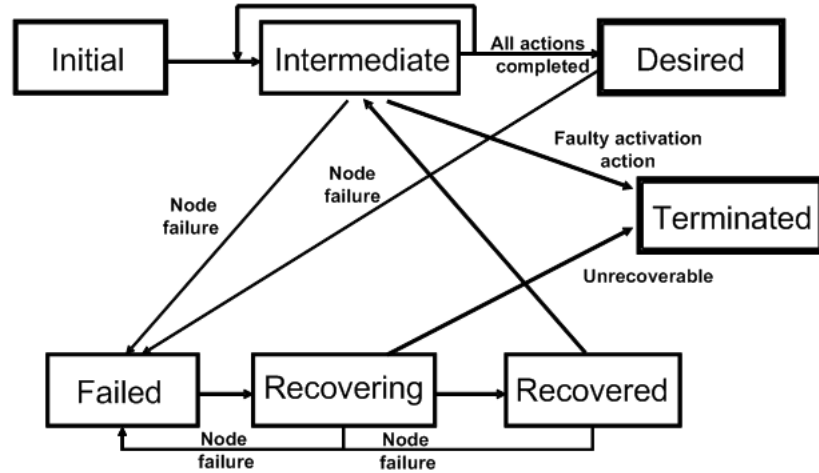 Initial
Intermediate
All actions
completed
Desired
Faulty activation
action
Node
failure
Node
failure
Terminated
Unrecoverable
Failed
Recovering
Recovered
Node
failure
Node
failure